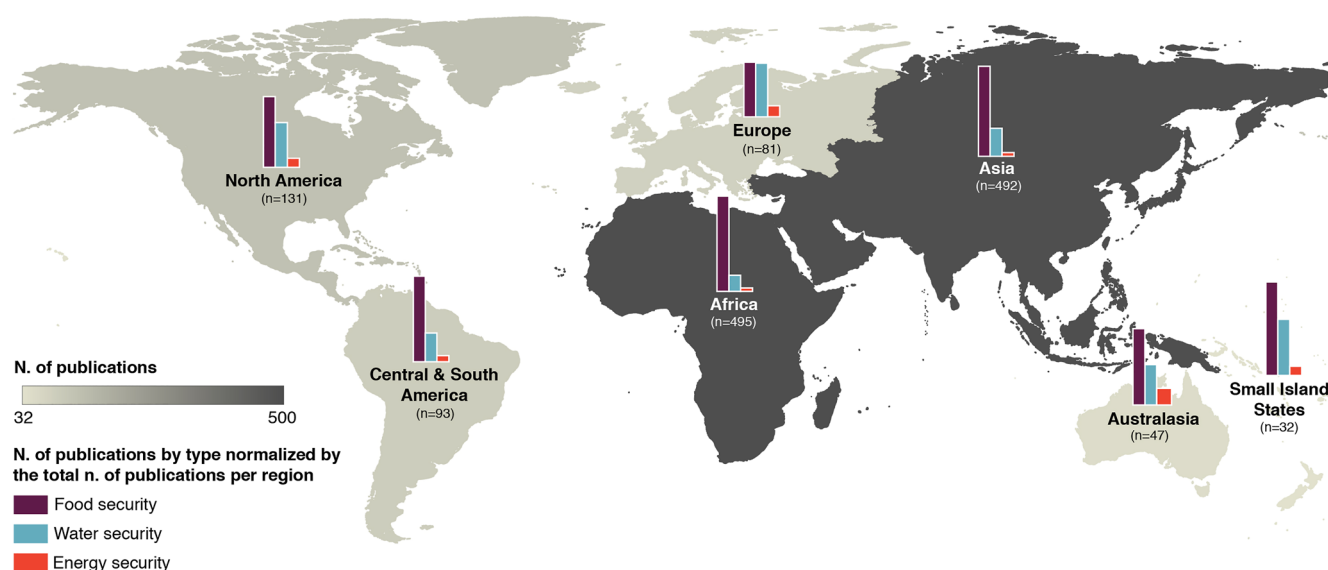 Europe
(n=81)
Asia
(n=492)
North America
(n=131)
Africa
(n=495)
Central & South
America
(n=93)
Small Island
States
(n=32)
Australasia
(n=47)
N. of publications
32
500
N. of publications by type normalized by
the total n. of publications per region
Food security
Water security
Energy security